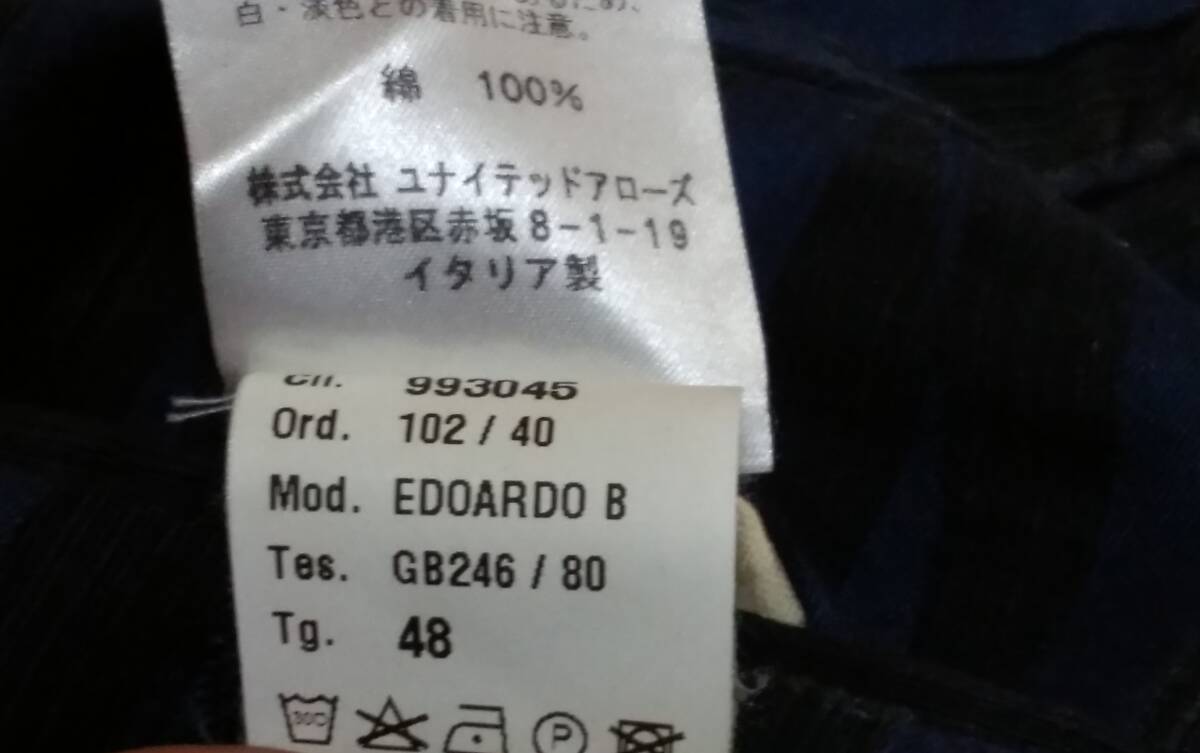 白・淡色との着用に注意。
綿 100%
株式会社 ユナイテッドアローズ
東京都港区赤坂8-1-19
イタリア製
993045
Ord. 102 / 40
Mod. EDOARDO B
Tes. GB246 / 80
Tg. 48
30C
P